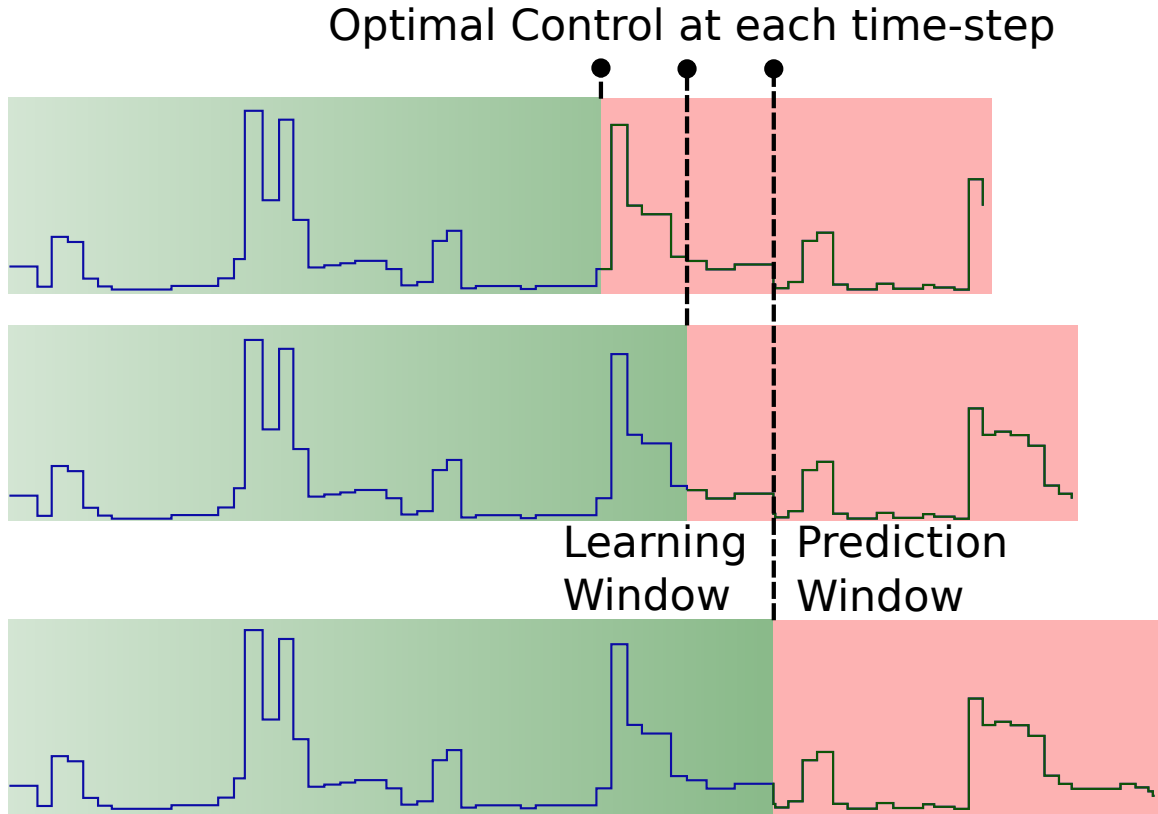 Optimal Control at each time-step
Learning
Window
Prediction
Window